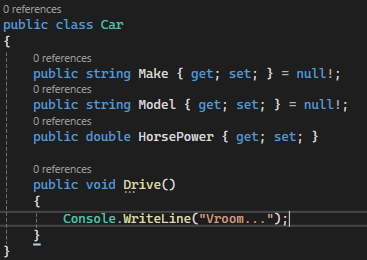 0 references
public class Car
{
0 references
public string Make { get; set; } = null!;
0 references
public string Model { get; set; } = null!;
0 references
public double HorsePower { get; set; }
0 references
public void Drive()
{
Console.WriteLine("Vroom...");
}
}